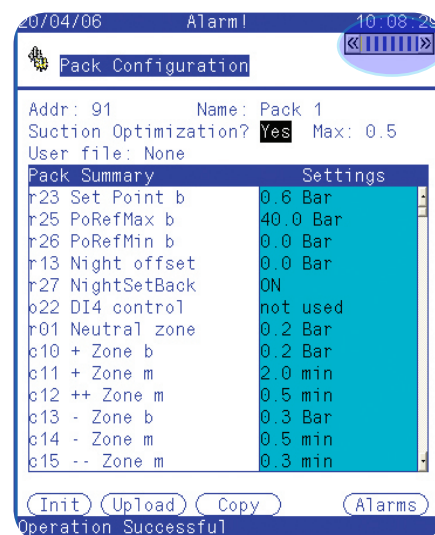 20/04/06 Alarm! 10:08:29
Pack Configuration
Addr: 91 Name: Pack 1
Suction Optimization? Yes Max: 0.5
User file: None
Pack Summary Settings
r23 Set Point b 0.6 Bar
r25 PoRefMax b 40.0 Bar
r26 PoRefMin b 0.0 Bar
r13 Night offset 0.0 Bar
r27 NightSetBack ON
o22 DI4 control not used
r01 Neutral zone 0.2 Bar
c10 + Zone b 0.2 Bar
c11 + Zone m 2.0 min
c12 ++ Zone m 0.5 min
c13 - Zone b 0.3 Bar
c14 - Zone m 0.5 min
c15 -- Zone m 0.3 min
Init Upload Copy Alarms
Operation Successful